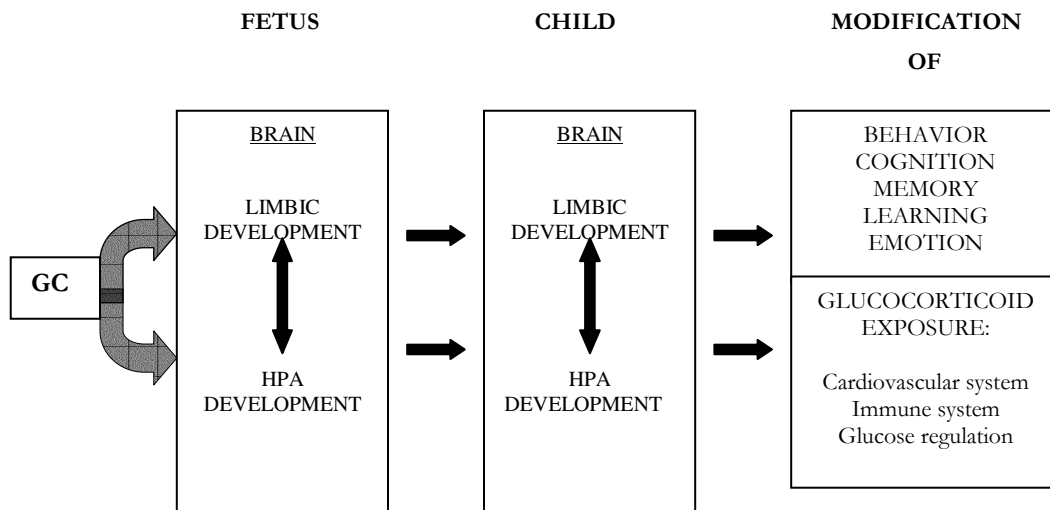 FETUS
CHILD
MODIFICATION
OF
GC
BRAIN
LIMBIC
DEVELOPMENT
HPA
DEVELOPMENT
BRAIN
LIMBIC
DEVELOPMENT
HPA
DEVELOPMENT
BEHAVIOR
COGNITION
MEMORY
LEARNING
EMOTION
GLUCOCORTICOID
EXPOSURE:
Cardiovascular system
Immune system
Glucose regulation